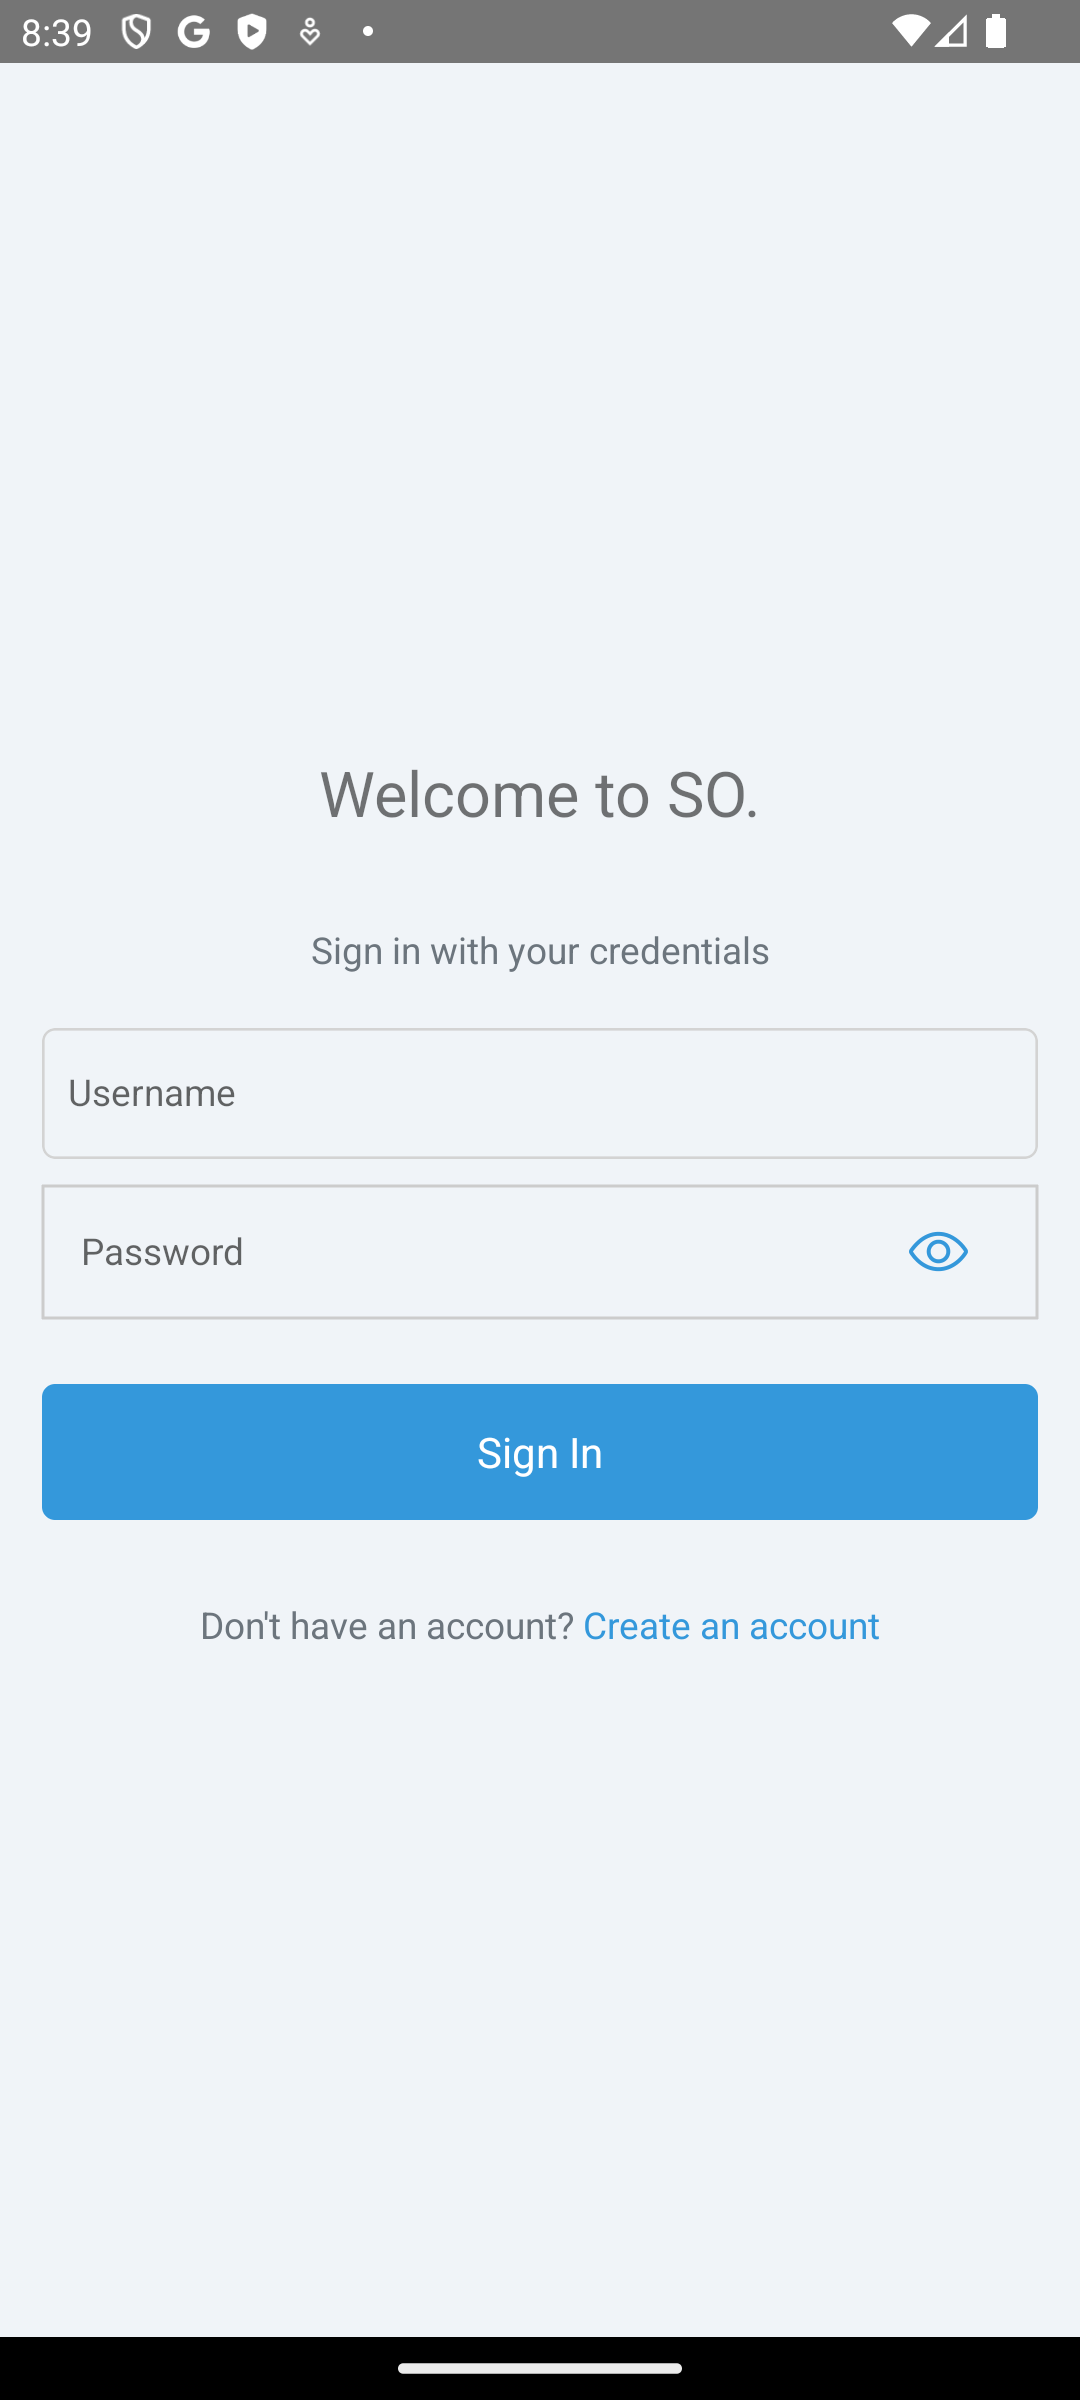 8:39
Welcome to SO.
Sign in with your credentials
Username
Password
Sign In
Don't have an account? Create an account